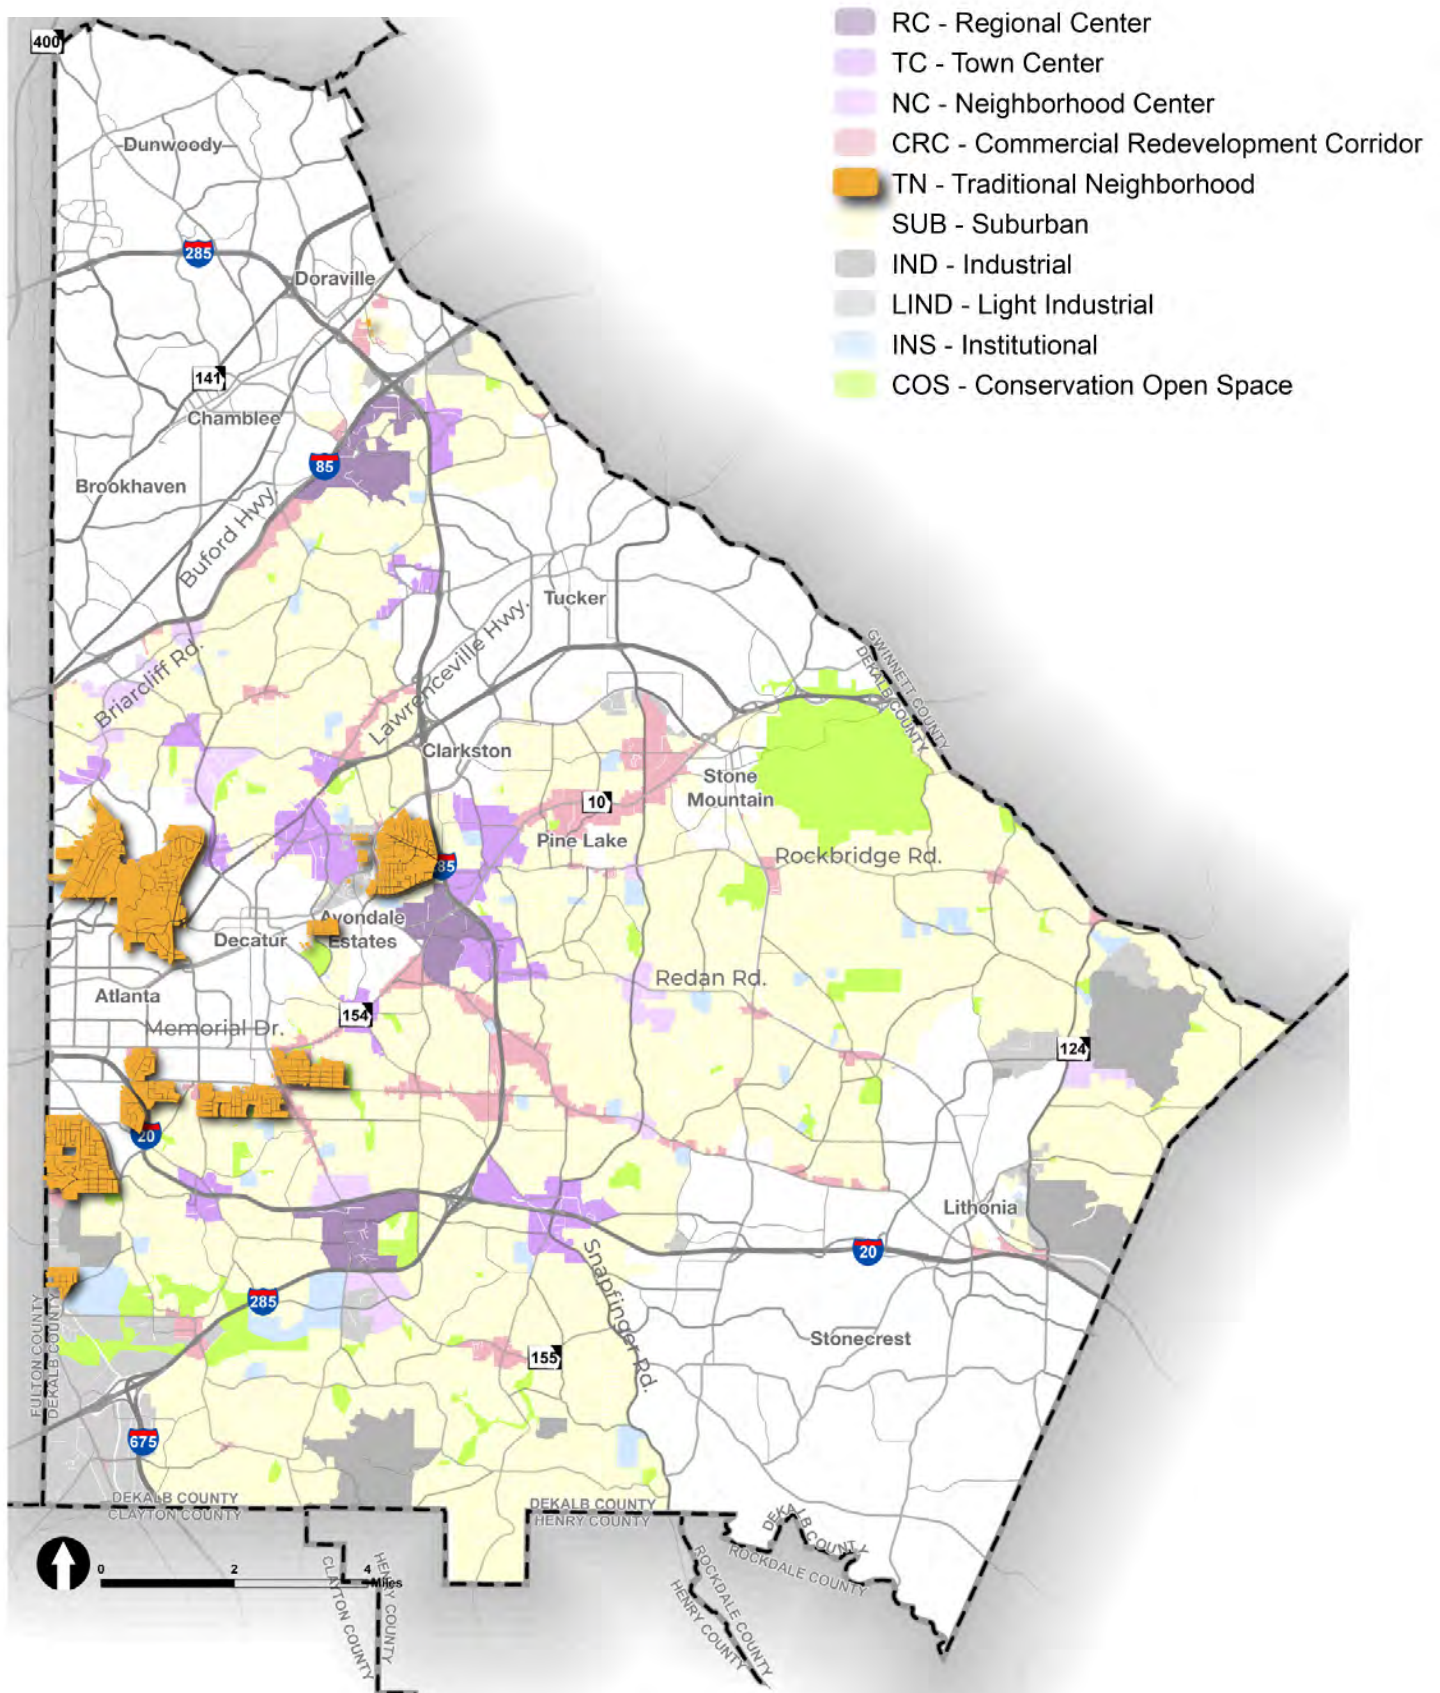 RC - Regional Center
TC - Town Center
NC - Neighborhood Center
CRC - Commercial Redevelopment Corridor
TN - Traditional Neighborhood
SUB - Suburban
IND - Industrial
LIND - Light Industrial
INS - Institutional
COS - Conservation Open Space
400
Dunwoody
285
Doraville
141
Chamblee
85
Brookhaven
Buford Hwy.
Tucker
Lawrenceville Hwy.
Briarcliff Rd.
GWINNETT COUNTY
DEKALB COUNTY
Clarkston
Stone
Mountain
10
Pine Lake
Rockbridge Rd.
85
Avondale
Estates
Decatur
Redan Rd.
Atlanta
154
Memorial Dr.
124
20
Lithonia
20
Snapfinger Rd.
285
Stonecrest
155
FULTON COUNTY
DEKALB COUNTY
675
DEKALB COUNTY
CLAYTON COUNTY
DEKALB COUNTY
HENRY COUNTY
DEKALB COUNTY
ROCKDALE COUNTY
0 2 4
Miles
CLAYTON COUNTY
HENRY COUNTY
ROCKDALE COUNTY
HENRY COUNTY